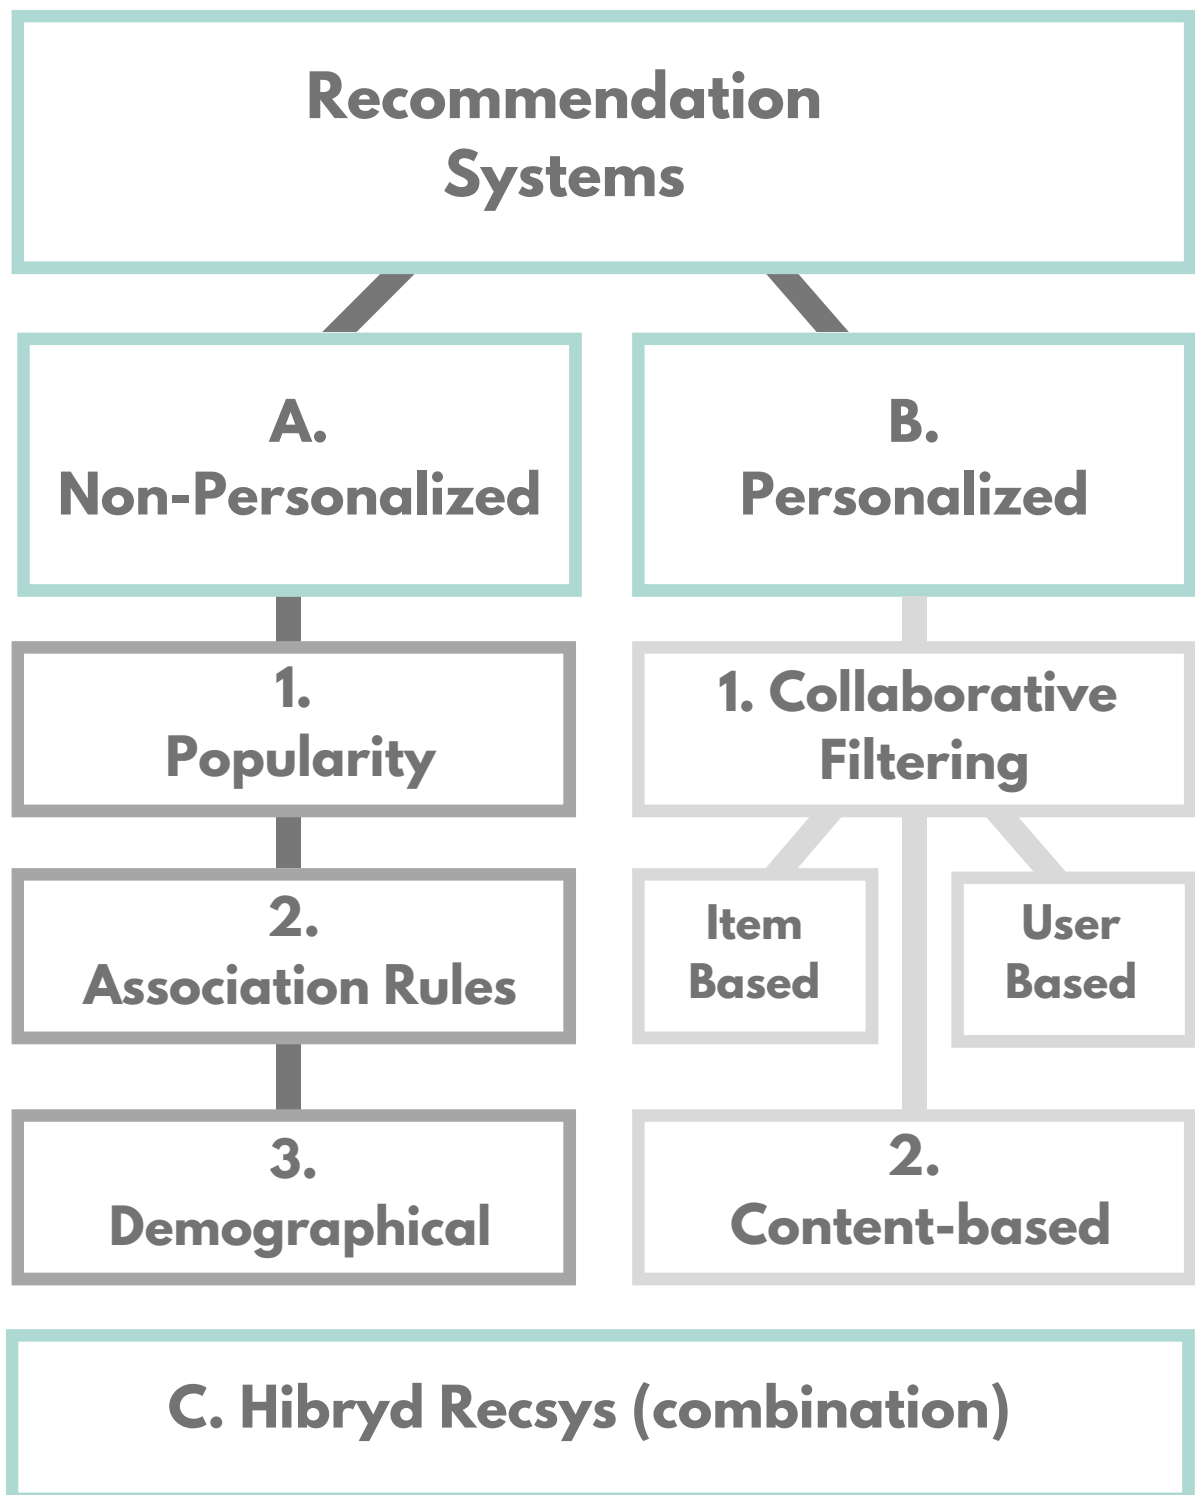 Recommendation
Systems
A.
Non-Personalized
B.
Personalized
1.
Popularity
1. Collaborative
Filtering
2.
Association Rules
Item
Based
User
Based
3.
Demographical
2.
Content-based
C. Hibryd Recsys (combination)